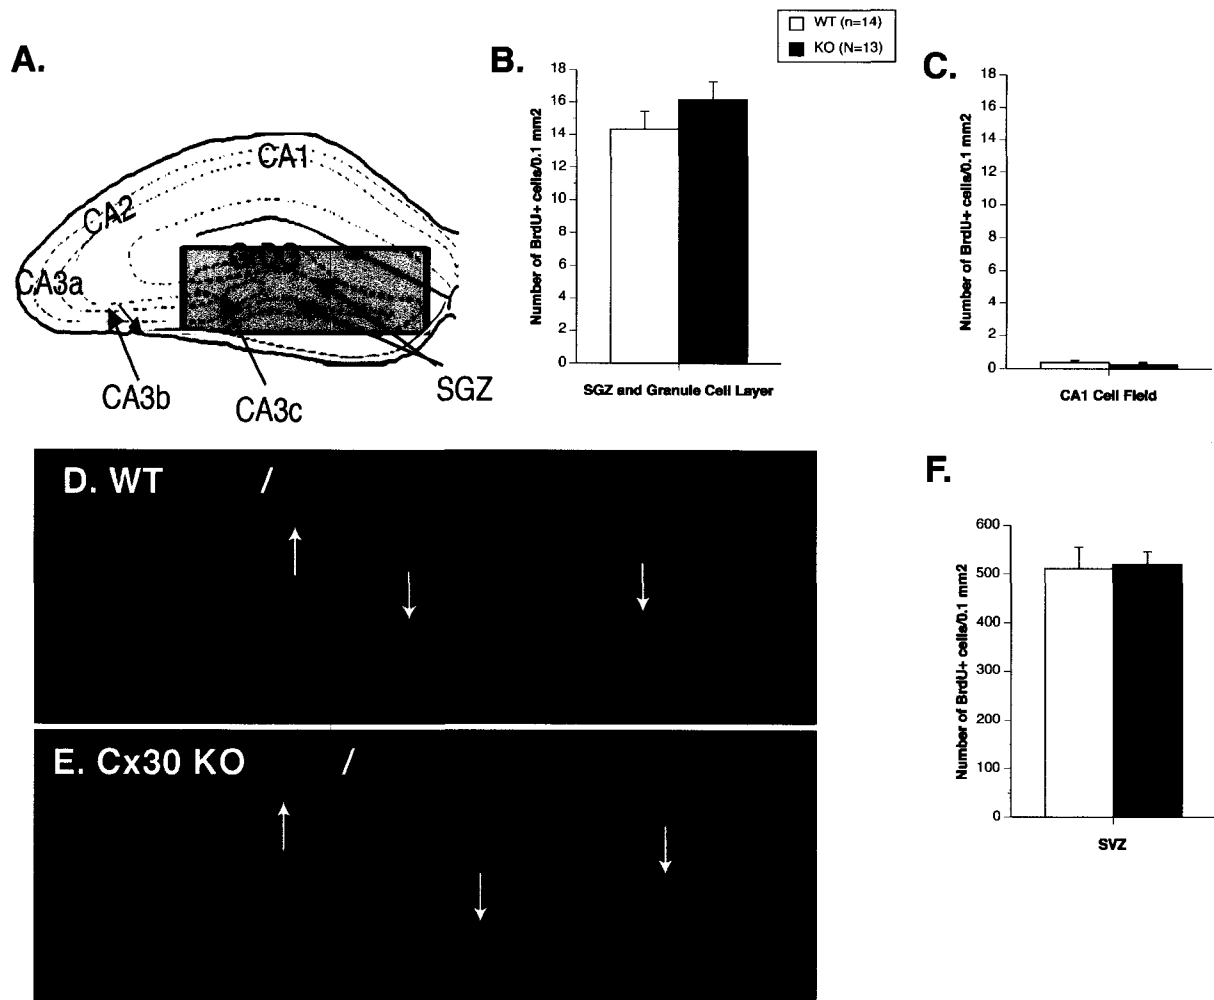 WT (n=14)
KO (N=13)
A.
CA1
CA2
CA3a
CA3b
CA3c
SGZ
B.
Number of BrdU+ cells/0.1 mm2
18
16
14
12
10
8
6
4
2
0
SGZ and Granule Cell Layer
C.
Number of BrdU+ cells/0.1 mm2
18
16
14
12
10
8
6
4
2
0
CA1 Cell Field
D. WT /
E. Cx30 KO /
F.
Number of BrdU+ cells/0.1 mm2
600
500
400
300
200
100
0
SVZ